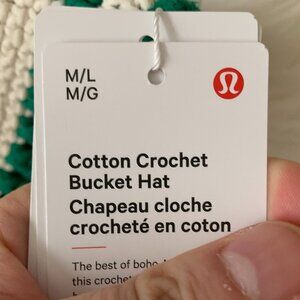 M/L
M/G
Cotton Crochet
Bucket Hat
Chapeau cloche
crocheté en coton
The best of boho
this crochet